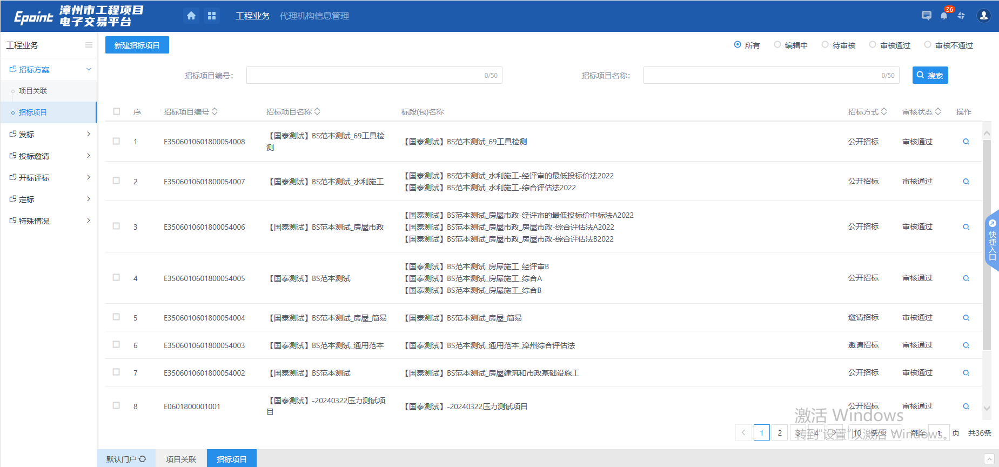 Epoint 漳州市工程项目
电子交易平台
工程业务 代理机构信息管理
36
工程业务
招标方案
项目关联
招标项目
发标
投标邀请
开标评标
定标
特殊情况
新建招标项目
所有 编辑中 待审核 审核通过 审核不通过
招标项目编号： 0/50 招标项目名称： 0/50 搜索
序 招标项目编号 招标项目名称 标段(包)名称 招标方式 审核状态 操作
1 E3506010601800054008 【国泰测试】BS范本测试_69工具检
测 【国泰测试】BS范本测试_69工具检测 公开招标 审核通过
2 E3506010601800054007 【国泰测试】BS范本测试_水利施工 【国泰测试】BS范本测试_水利施工-经评审的最低投标价法2022
【国泰测试】BS范本测试_水利施工-综合评估法2022 公开招标 审核通过
3 E3506010601800054006 【国泰测试】BS范本测试_房屋市政 【国泰测试】BS范本测试_房屋市政-经评审的最低投标价中标法A2022
【国泰测试】BS范本测试_房屋市政_房屋市政-综合评估法A2022
【国泰测试】BS范本测试_房屋市政_房屋市政-综合评估法B2022 公开招标 审核通过
4 E3506010601800054005 【国泰测试】BS范本测试 【国泰测试】BS范本测试_房屋施工_经评审B
【国泰测试】BS范本测试_房屋施工_综合A
【国泰测试】BS范本测试_房屋施工_综合B 公开招标 审核通过
5 E3506010601800054004 【国泰测试】BS范本测试_房屋_简易 【国泰测试】BS范本测试_房屋_简易 邀请招标 审核通过
6 E3506010601800054003 【国泰测试】BS范本测试_通用范本 【国泰测试】BS范本测试_通用范本_漳州综合评估法 邀请招标 审核通过
7 E3506010601800054002 【国泰测试】BS范本测试 【国泰测试】BS范本测试_房屋建筑和市政基础设施工 公开招标 审核通过
8 E0601800001001 【国泰测试】-20240322压力测试项
目 【国泰测试】-20240322压力测试项目 公开招标 审核通过
快捷入口
激活 Windows
转到"设置"以激活 Windows。
1 2 3 4 10 条/页 跳至 1 页 共36条
默认门户 项目关联 招标项目